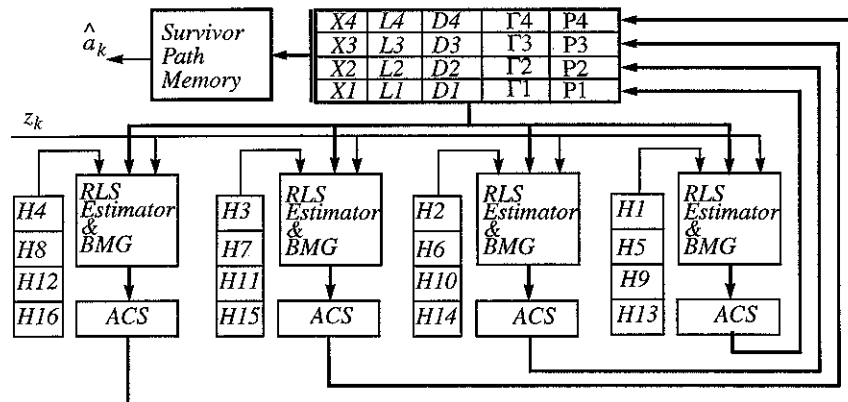 X4 L4 D4 Γ4 P4
X3 L3 D3 Γ3 P3
X2 L2 D2 Γ2 P2
X1 L1 D1 Γ1 P1
Survivor
Path
Memory
â_k
z_k
H4
H8
H12
H16
RLS
Estimator
&
BMG
ACS
H3
H7
H11
H15
RLS
Estimator
&
BMG
ACS
H2
H6
H10
H14
RLS
Estimator
&
BMG
ACS
H1
H5
H9
H13
RLS
Estimator
&
BMG
ACS